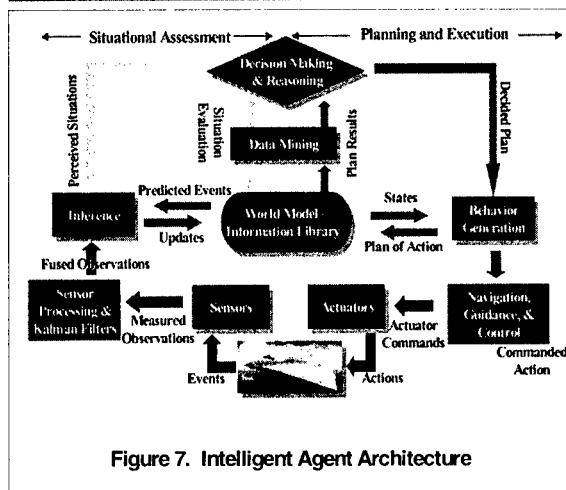 Situational Assessment
Planning and Execution
Decision Making
& Reasoning
Perceived Situations
Situation
Evaluation
Data Mining
Plan Results
Decided Plan
Predicted Events
Inference
Updates
World Model -
Information Library
States
Plan of Action
Behavior
Generation
Fused Observations
Sensor
Processing &
Kalman Filters
Measured
Observations
Sensors
Actuators
Actuator
Commands
Navigation,
Guidance, &
Control
Commanded
Action
Events
Actions
Figure 7. Intelligent Agent Architecture